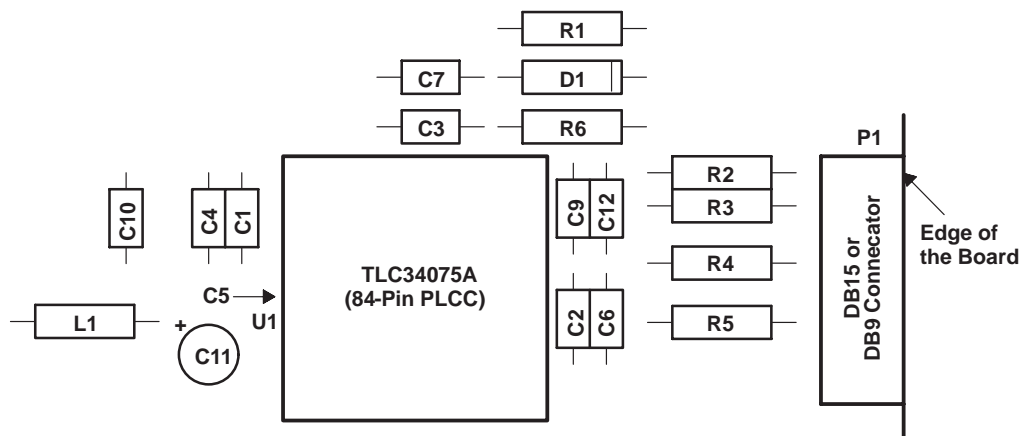 R1
C7
D1
C3
R6
P1
R2
C10
C4
C1
C9
C12
R3
DB15 or
DB9 Connecator
Edge of
the Board
TLC34075A
(84-Pin PLCC)
R4
C5
U1
L1
+
C11
C2
C6
R5